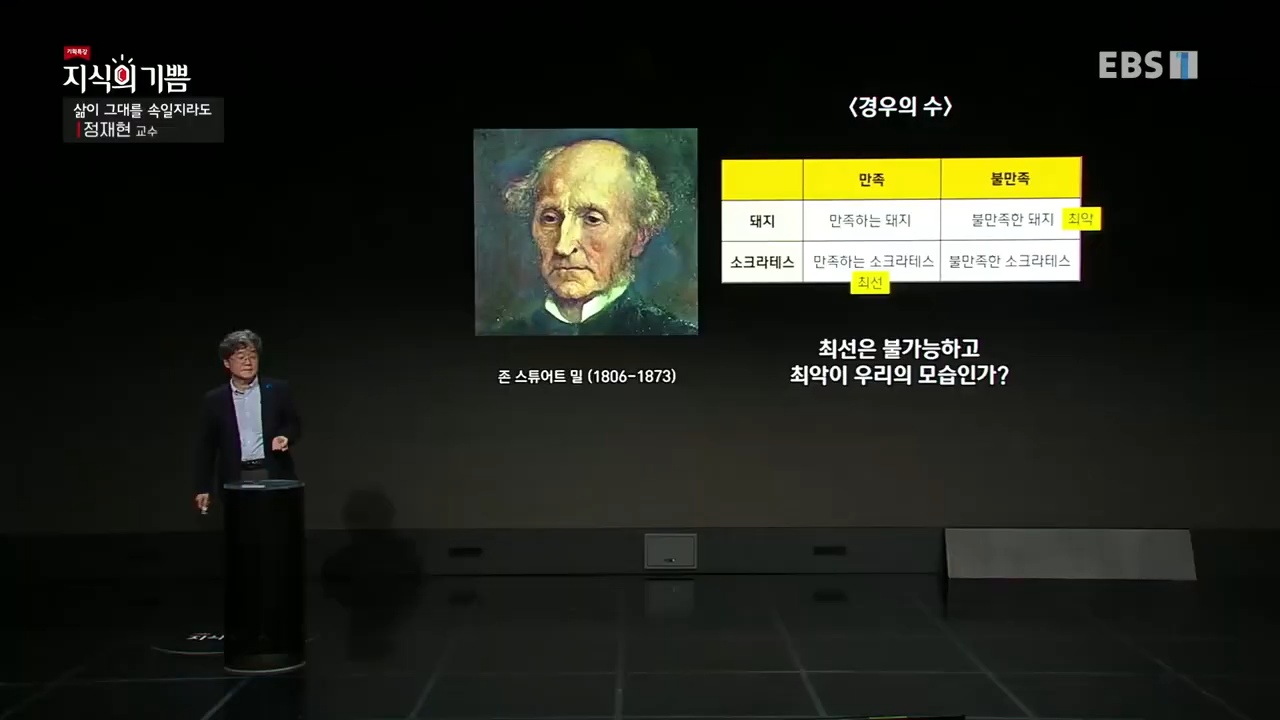 기획특강
지식의 기쁨
삶이 그대를 속일지라도
정재현 교수
EBS 1
<경우의 수>
만족 불만족
돼지 만족하는 돼지 불만족한 돼지 최악
소크라테스 만족하는 소크라테스 불만족한 소크라테스
최선
최선은 불가능하고
최악이 우리의 모습인가?
존 스튜어트 밀 (1806-1873)